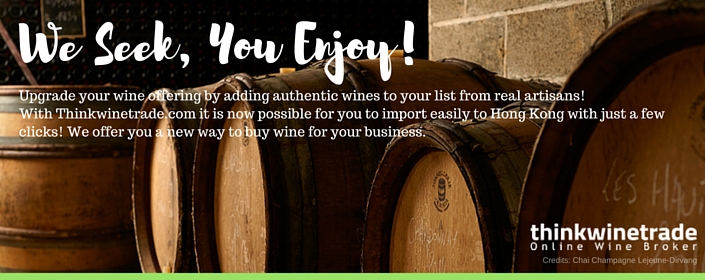 We Seek, You Enjoy!
Upgrade your wine offering by adding authentic wines to your list from real artisans!
With Thinkwinetrade.com it is now possible for you to import easily to Hong Kong with just a few
clicks! We offer you a new way to buy wine for your business.
LES HAU
thinkwinetrade
Online Wine Broker
Credits: Chai Champagne Lejeune-Dirvang